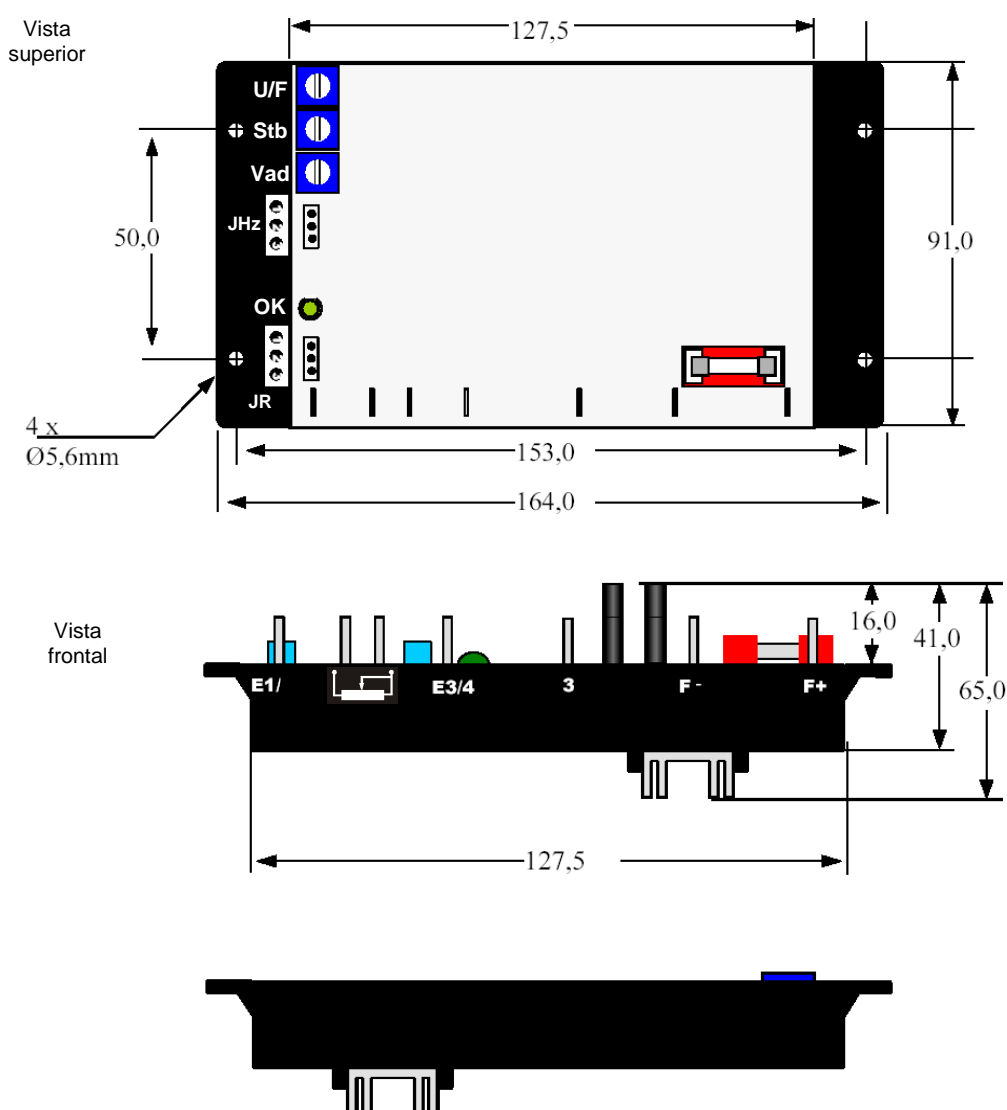 Vista
superior
127,5
U/F
Stb
Vad
JHz
50,0
91,0
OK
JR
4 x
Ø5,6mm
153,0
164,0
Vista
frontal
16,0
41,0
65,0
E1/
E3/4
3
F -
F+
127,5